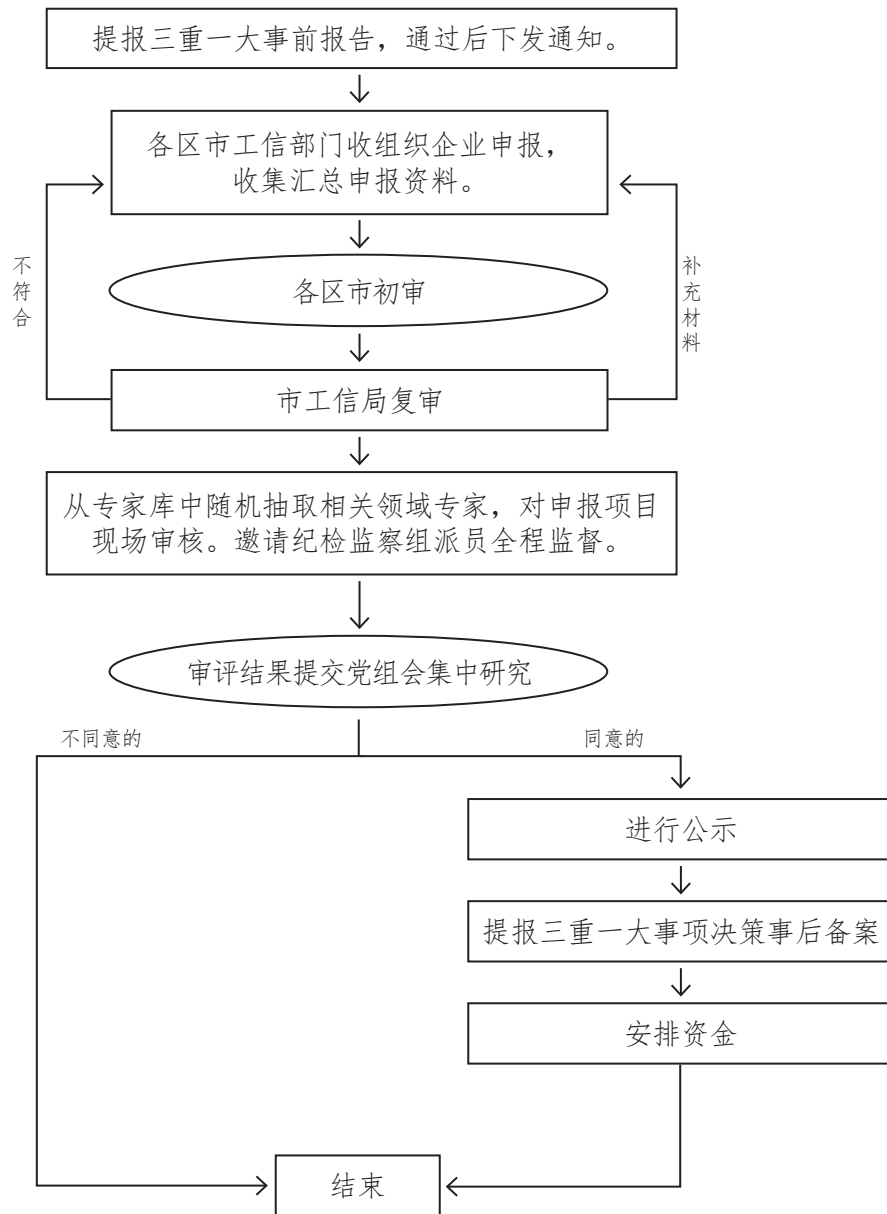 提报三重一大事前报告，通过后下发通知。
各区市工信部门收组织企业申报，
收集汇总申报资料。
不符合
补充材料
各区市初审
市工信局复审
从专家库中随机抽取相关领域专家，对申报项目
现场审核。邀请纪检监察组派员全程监督。
审评结果提交党组会集中研究
不同意的
同意的
进行公示
提报三重一大事项决策事后备案
安排资金
结束